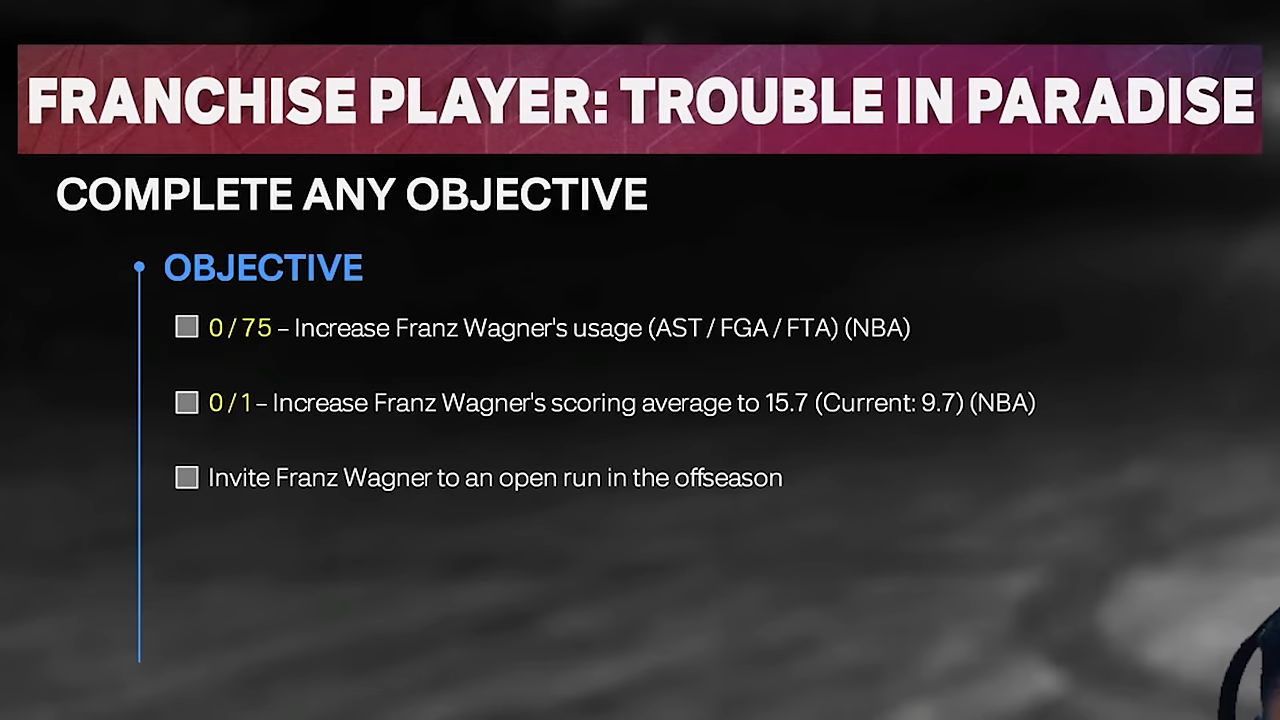 FRANCHISE PLAYER: TROUBLE IN PARADISE
COMPLETE ANY OBJECTIVE
OBJECTIVE
0 / 75 – Increase Franz Wagner's usage (AST / FGA / FTA) (NBA)
0 / 1 – Increase Franz Wagner's scoring average to 15.7 (Current: 9.7) (NBA)
Invite Franz Wagner to an open run in the offseason